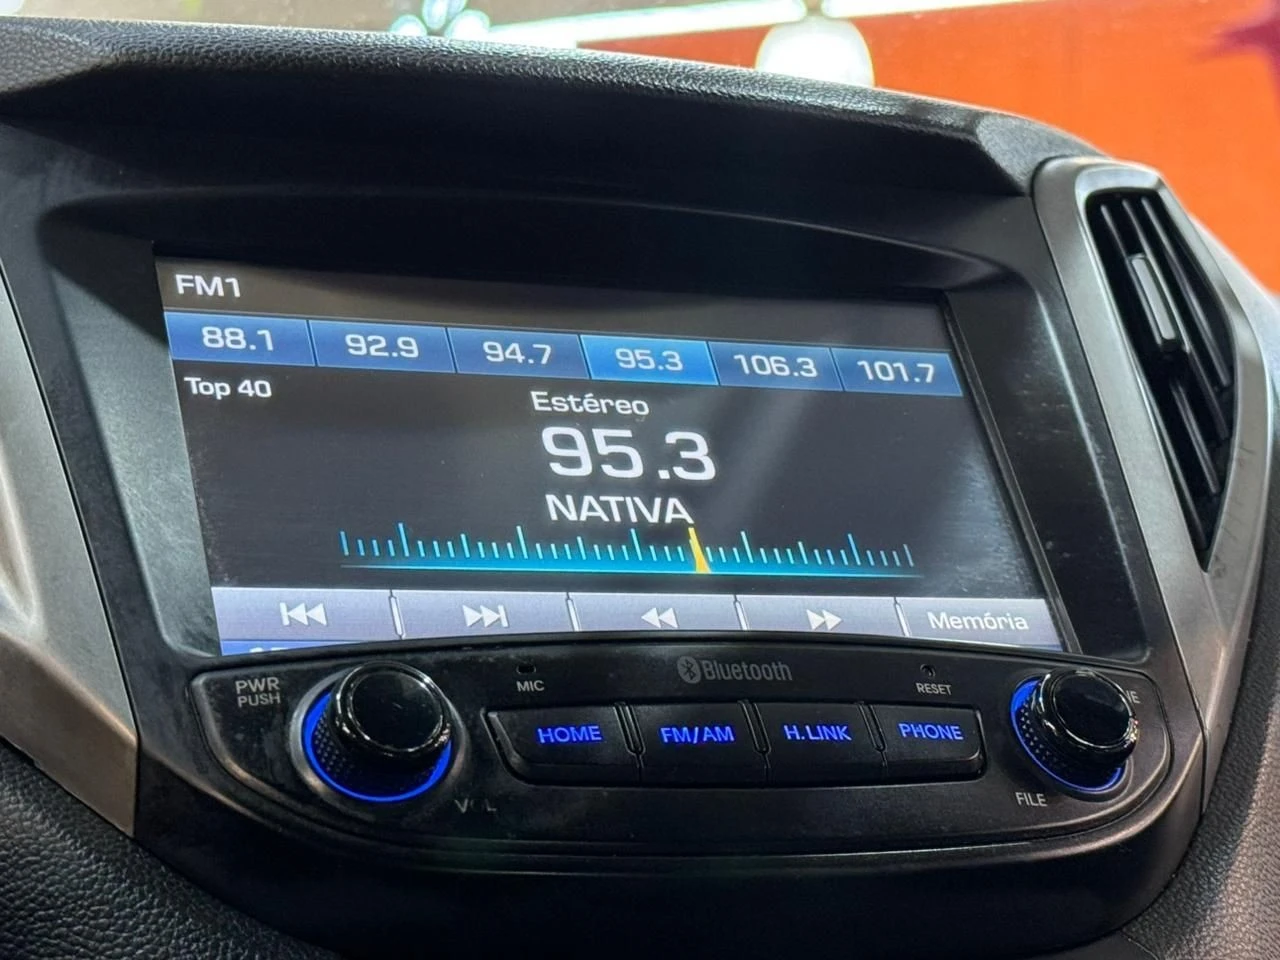 FM1
88.1 92.9 94.7 95.3 106.3 101.7
Top 40
Estéreo
95.3
NATIVA
Memória
PWR
PUSH
MIC
Bluetooth
RESET
HOME FM/AM H.LINK PHONE
VOL
FILE